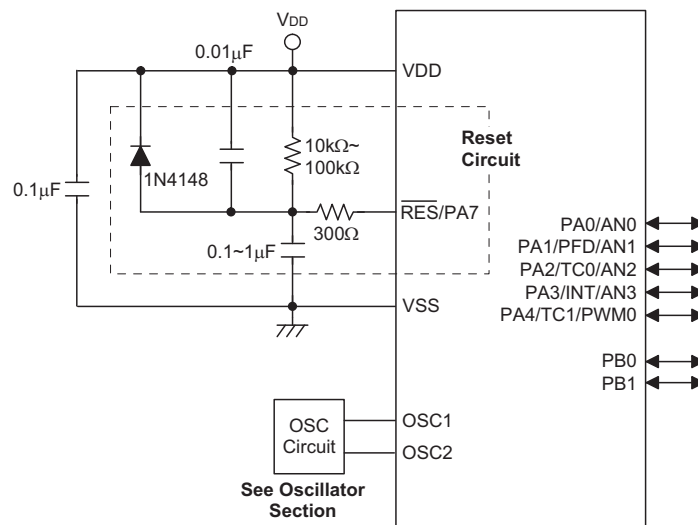 VDD
0.01μF
VDD
Reset
Circuit
10kΩ~
100kΩ
1N4148
0.1μF
RES/PA7
300Ω
0.1~1μF
VSS
PA0/AN0
PA1/PFD/AN1
PA2/TC0/AN2
PA3/INT/AN3
PA4/TC1/PWM0
PB0
PB1
OSC
Circuit
OSC1
OSC2
See Oscillator
Section